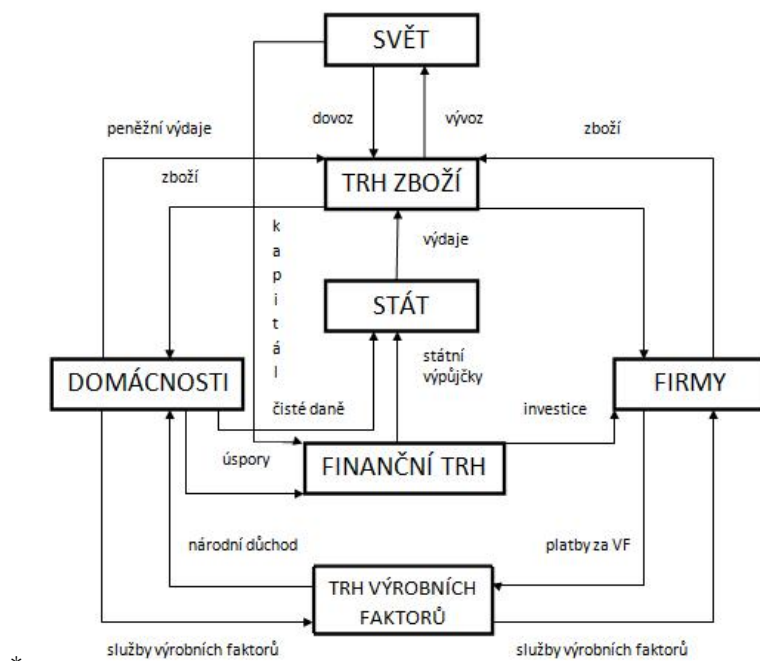 SVĚT
dovoz
vývoz
peněžní výdaje
zboží
TRH ZBOŽÍ
zboží
kapitál
výdaje
STÁT
státní
výpůjčky
DOMÁCNOSTI
FIRMY
čisté daně
investice
úspory
FINANČNÍ TRH
národní důchod
platby za VF
TRH VÝROBNÍCH
FAKTORŮ
služby výrobních faktorů
služby výrobních faktorů
*